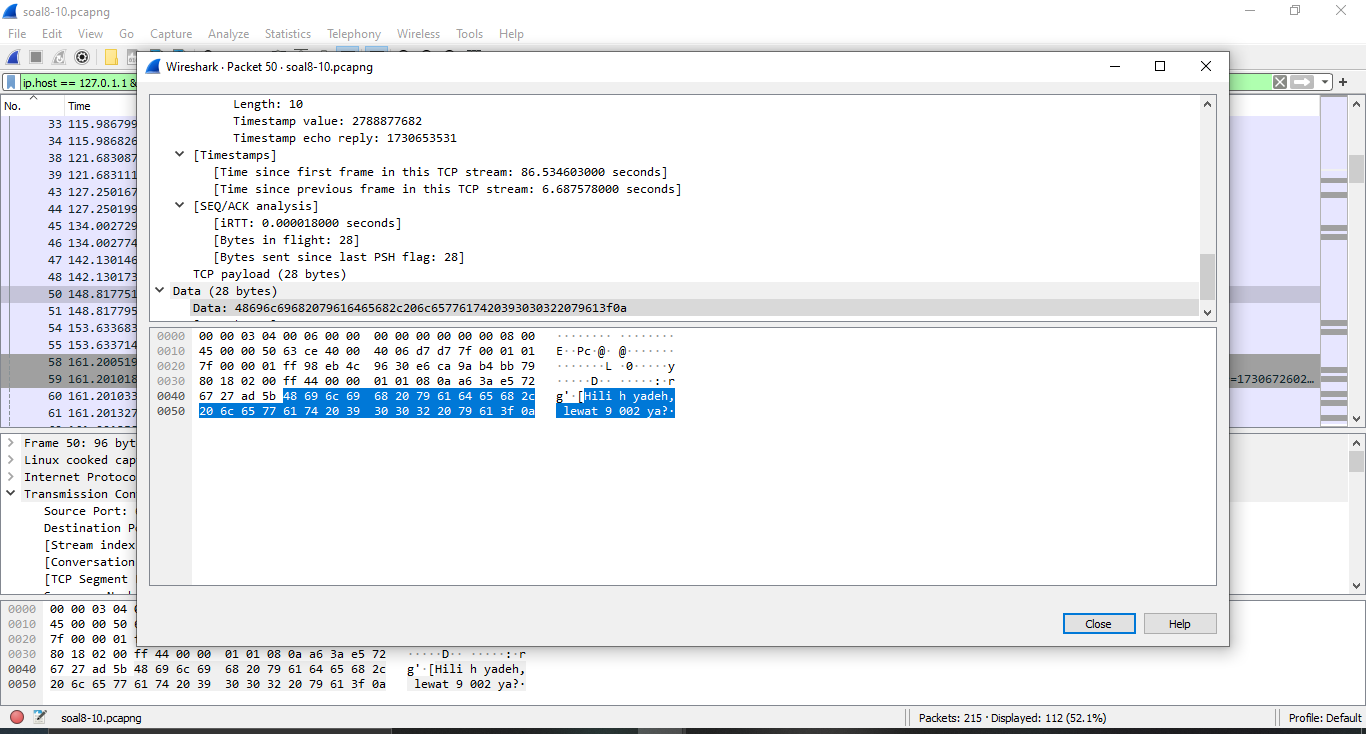 soal8-10.pcapng
File Edit View Go Capture Analyze Statistics Telephony Wireless Tools Help
Wireshark · Packet 50 · soal8-10.pcapng
ip.host == 127.0.1.1 &
No. Time
33 115.986799
34 115.986826
38 121.683087
39 121.683111
43 127.250167
44 127.250199
45 134.002729
46 134.002774
47 142.130146
48 142.130173
50 148.817751
51 148.817795
54 153.633683
55 153.633714
58 161.200519
59 161.201018
=1730672602…
60 161.201033
61 161.201327
Length: 10
Timestamp value: 2788877682
Timestamp echo reply: 1730653531
[Timestamps]
[Time since first frame in this TCP stream: 86.534603000 seconds]
[Time since previous frame in this TCP stream: 6.687578000 seconds]
[SEQ/ACK analysis]
[iRTT: 0.000018000 seconds]
[Bytes in flight: 28]
[Bytes sent since last PSH flag: 28]
TCP payload (28 bytes)
Data (28 bytes)
Data: 48696c69682079616465682c206c6577617420393030322079613f0a
0000 00 00 03 04 00 06 00 00 00 00 00 00 00 00 08 00 ········ ········
0010 45 00 00 50 63 ce 40 00 40 06 d7 d7 7f 00 01 01 E··Pc·@· @·······
0020 7f 00 00 01 ff 98 eb 4c 96 30 e6 ca 9a b4 bb 79 ·······L ·0·····y
0030 80 18 02 00 ff 44 00 00 01 01 08 0a a6 3a e5 72 ·····D·· ·····:·r
0040 67 27 ad 5b 48 69 6c 69 68 20 79 61 64 65 68 2c g'·[Hili h yadeh,
0050 20 6c 65 77 61 74 20 39 30 30 32 20 79 61 3f 0a lewat 9 002 ya?·
Close Help
Frame 50: 96 byt
Linux cooked cap
Internet Protoco
Transmission Con
Source Port:
Destination P
[Stream index
[Conversation
[TCP Segment
0000 00 00 03 04
0010 45 00 00 50
0020 7f 00 00 01
0030 80 18 02 00 ff 44 00 00 01 01 08 0a a6 3a e5 72 ·····D·· ·····:·r
0040 67 27 ad 5b 48 69 6c 69 68 20 79 61 64 65 68 2c g'·[Hili h yadeh,
0050 20 6c 65 77 61 74 20 39 30 30 32 20 79 61 3f 0a lewat 9 002 ya?·
soal8-10.pcapng
Packets: 215 · Displayed: 112 (52.1%)
Profile: Default